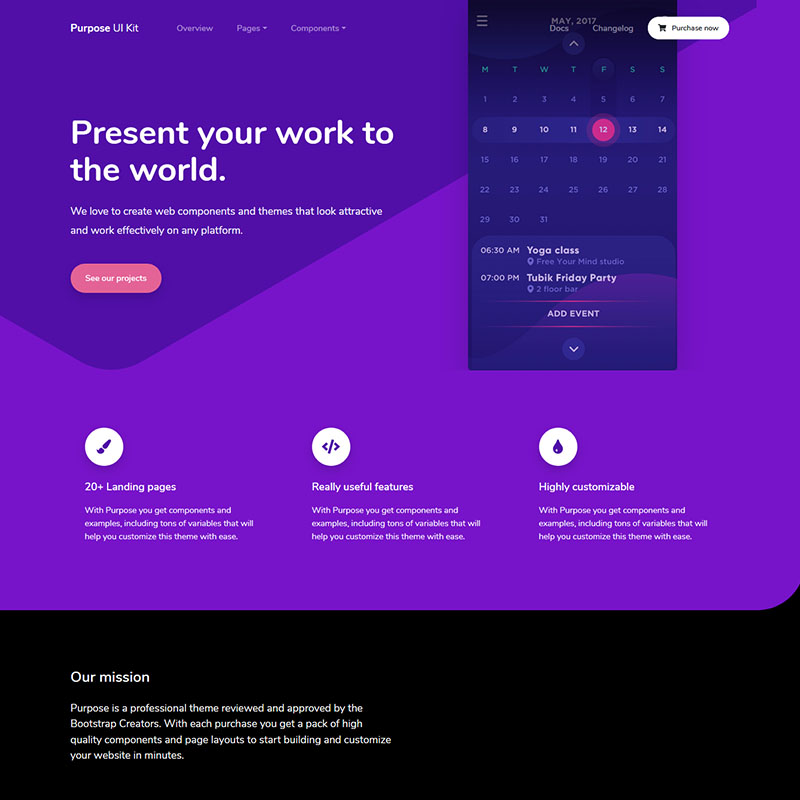 Purpose UI Kit
Overview
Pages
Components
Docs
Changelog
Purchase now
MAY, 2017
M T W T F S S
1 2 3 4 5 6 7
8 9 10 11 12 13 14
15 16 17 18 19 20 21
22 23 24 25 26 27 28
29 30 31
06:30 AM Yoga class
Free Your Mind studio
07:00 PM Tubik Friday Party
2 floor bar
ADD EVENT
Present your work to
the world.
We love to create web components and themes that look attractive
and work effectively on any platform.
See our projects
20+ Landing pages
With Purpose you get components and
examples, including tons of variables that will
help you customize this theme with ease.
Really useful features
With Purpose you get components and
examples, including tons of variables that will
help you customize this theme with ease.
Highly customizable
With Purpose you get components and
examples, including tons of variables that will
help you customize this theme with ease.
Our mission
Purpose is a professional theme reviewed and approved by the
Bootstrap Creators. With each purchase you get a pack of high
quality components and page layouts to start building and customize
your website in minutes.